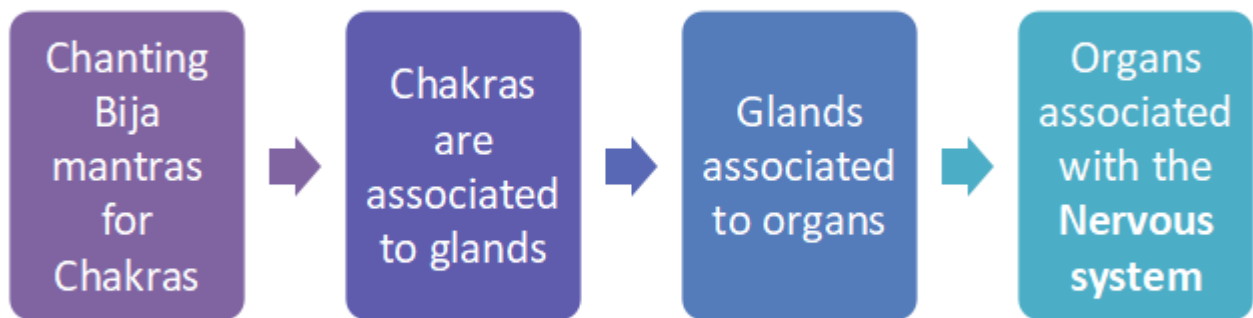 Chanting
Bija
mantras
for
Chakras
Chakras
are
associated
to glands
Glands
associated
to organs
Organs
associated
with the
Nervous
system